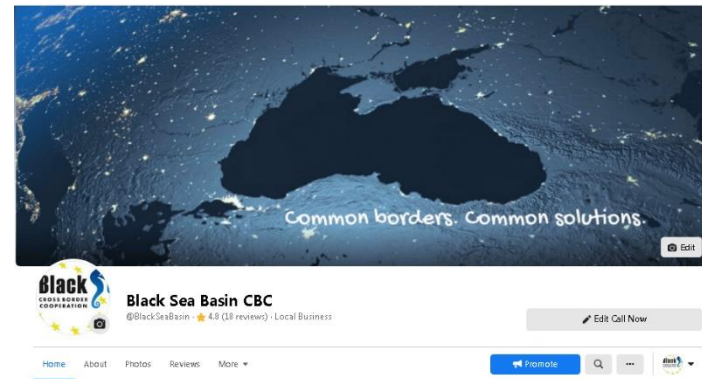 Common borders. Common solutions.
Edit
Black
CROSS BORDER
COOPERATION
Black Sea Basin CBC
@BlackSeaBasin · 4.8 (18 reviews) · Local Business
Edit Call Now
Home About Photos Reviews More
Promote
Black